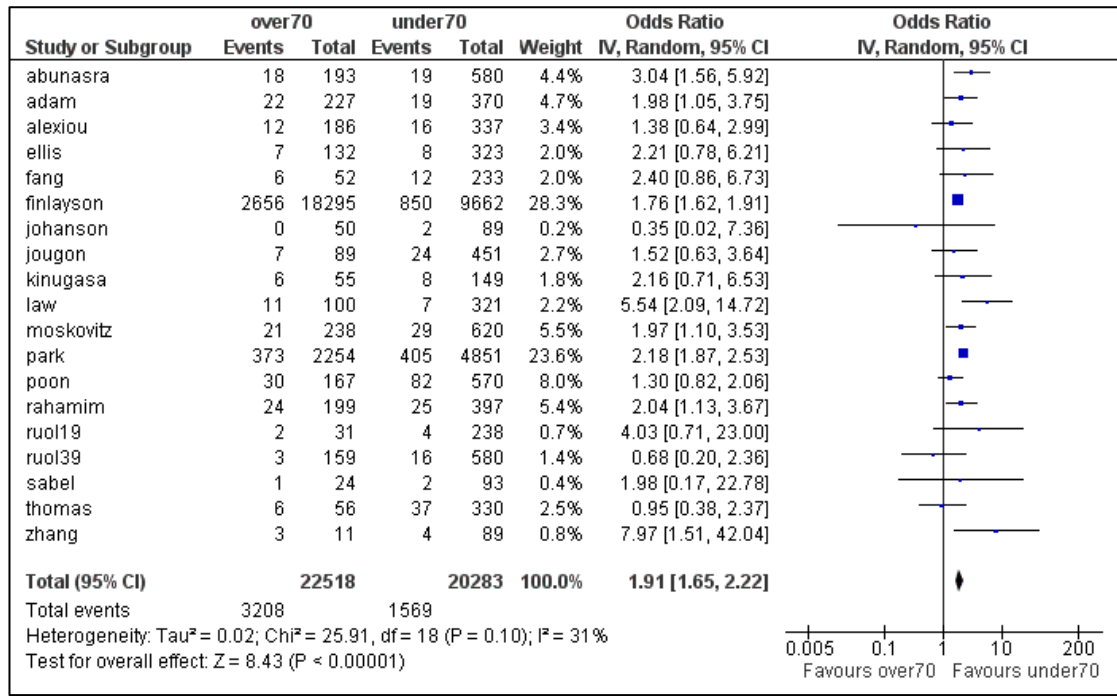 over70 under70 Odds Ratio Odds Ratio
Study or Subgroup Events Total Events Total Weight IV, Random, 95% CI IV, Random, 95% CI
abunasra 18 193 19 580 4.4% 3.04 [1.56, 5.92]
adam 22 227 19 370 4.7% 1.98 [1.05, 3.75]
alexiou 12 186 16 337 3.4% 1.38 [0.64, 2.99]
ellis 7 132 8 323 2.0% 2.21 [0.78, 6.21]
fang 6 52 12 233 2.0% 2.40 [0.86, 6.73]
finlayson 2656 18295 850 9662 28.3% 1.76 [1.62, 1.91]
johanson 0 50 2 89 0.2% 0.35 [0.02, 7.36]
jougon 7 89 24 451 2.7% 1.52 [0.63, 3.64]
kinugasa 6 55 8 149 1.8% 2.16 [0.71, 6.53]
law 11 100 7 321 2.2% 5.54 [2.09, 14.72]
moskovitz 21 238 29 620 5.5% 1.97 [1.10, 3.53]
park 373 2254 405 4851 23.6% 2.18 [1.87, 2.53]
poon 30 167 82 570 8.0% 1.30 [0.82, 2.06]
rahamim 24 199 25 397 5.4% 2.04 [1.13, 3.67]
ruol19 2 31 4 238 0.7% 4.03 [0.71, 23.00]
ruol39 3 159 16 580 1.4% 0.68 [0.20, 2.36]
sabel 1 24 2 93 0.4% 1.98 [0.17, 22.78]
thomas 6 56 37 330 2.5% 0.95 [0.38, 2.37]
zhang 3 11 4 89 0.8% 7.97 [1.51, 42.04]
Total (95% CI) 22518 20283 100.0% 1.91 [1.65, 2.22]
Total events 3208 1569
Heterogeneity: Tau² = 0.02; Chi² = 25.91, df = 18 (P = 0.10); I² = 31%
Test for overall effect: Z = 8.43 (P < 0.00001)
0.005 0.1 1 10 200
Favours over70 Favours under70